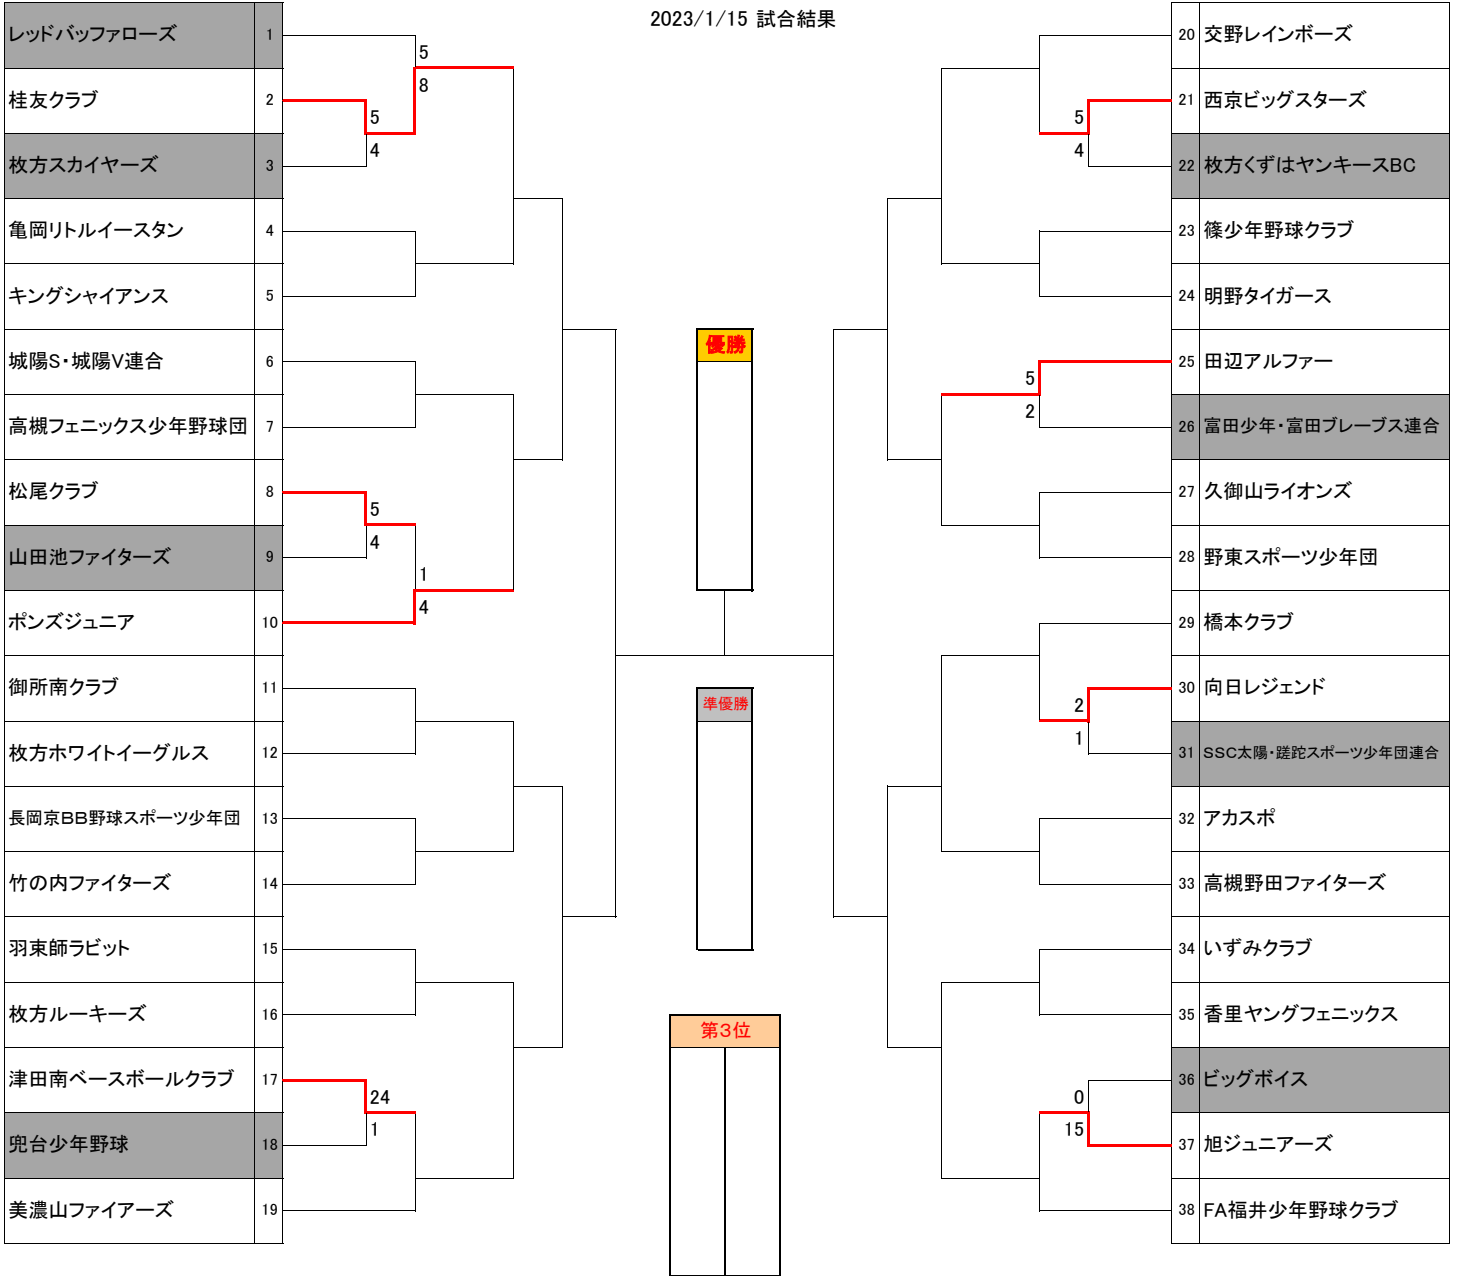 2023/1/15 試合結果
レッドバッファローズ 1
桂友クラブ 2
枚方スカイヤーズ 3
亀岡リトルイースタン 4
キングシャイアンス 5
城陽S・城陽V連合 6
高槻フェニックス少年野球団 7
松尾クラブ 8
山田池ファイターズ 9
ポンズジュニア 10
御所南クラブ 11
枚方ホワイトイーグルス 12
長岡京BB野球スポーツ少年団 13
竹の内ファイターズ 14
羽束師ラビット 15
枚方ルーキーズ 16
津田南ベースボールクラブ 17
兜台少年野球 18
美濃山ファイアーズ 19
5
8
5
4
5
4
1
4
24
1
優勝
準優勝
第3位
5
4
5
2
2
1
0
15
20 交野レインボーズ
21 西京ビッグスターズ
22 枚方くずはヤンキースBC
23 篠少年野球クラブ
24 明野タイガース
25 田辺アルファー
26 富田少年・富田ブレーブス連合
27 久御山ライオンズ
28 野東スポーツ少年団
29 橋本クラブ
30 向日レジェンド
31 SSC太陽・蹉跎スポーツ少年団連合
32 アカスポ
33 高槻野田ファイターズ
34 いずみクラブ
35 香里ヤングフェニックス
36 ビッグボイス
37 旭ジュニアーズ
38 FA福井少年野球クラブ